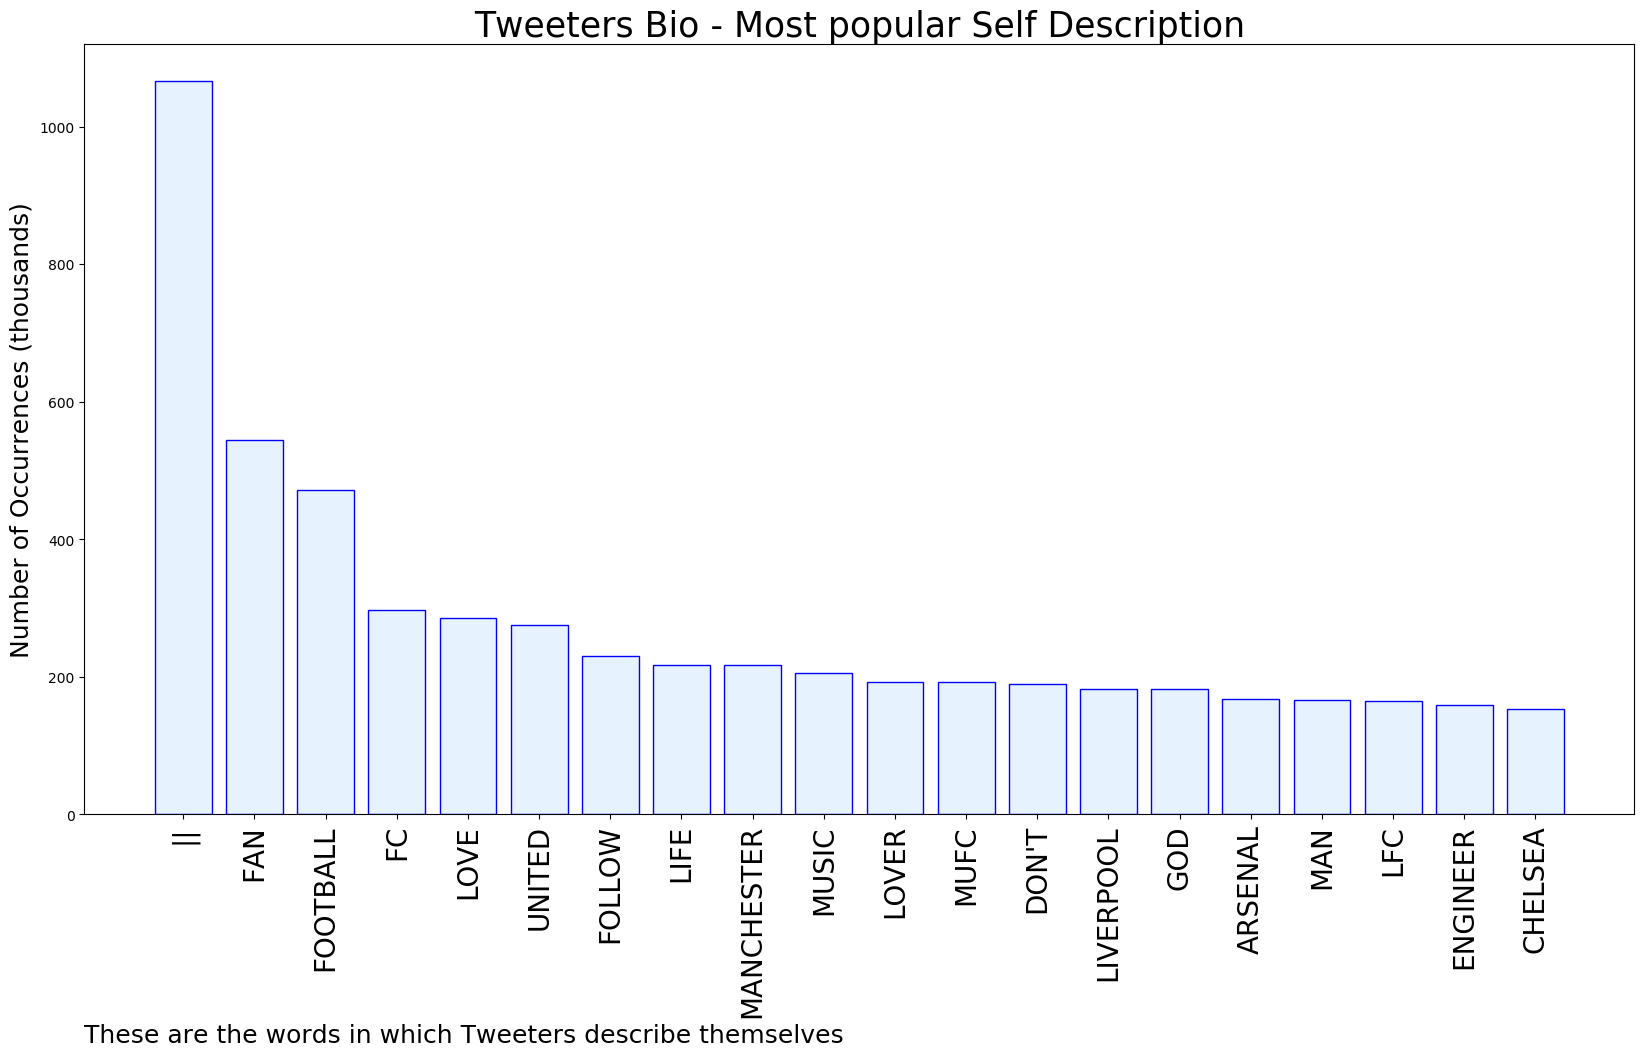 Tweeters Bio - Most popular Self Description
Number of Occurrences (thousands)
1000
800
600
400
200
0
||
FAN
FOOTBALL
FC
LOVE
UNITED
FOLLOW
LIFE
MANCHESTER
MUSIC
LOVER
MUFC
DON'T
LIVERPOOL
GOD
ARSENAL
MAN
LFC
ENGINEER
CHELSEA
These are the words in which Tweeters describe themselves